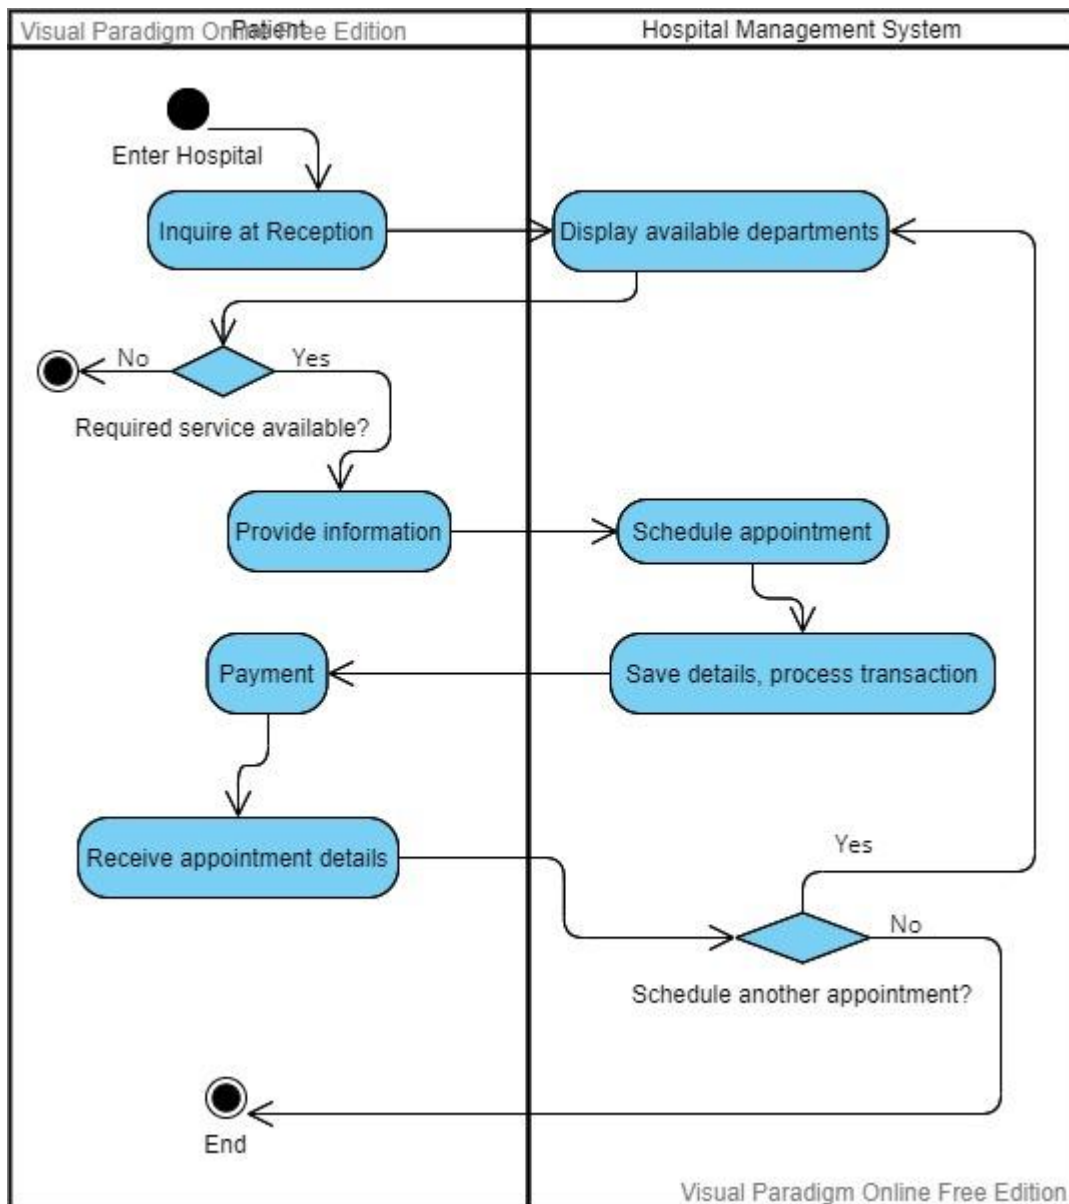 Visual Paradigm Online Free Edition
Patient
Hospital Management System
Enter Hospital
Inquire at Reception
Display available departments
No
Yes
Required service available?
Provide information
Schedule appointment
Payment
Save details, process transaction
Receive appointment details
Yes
No
Schedule another appointment?
End
Visual Paradigm Online Free Edition